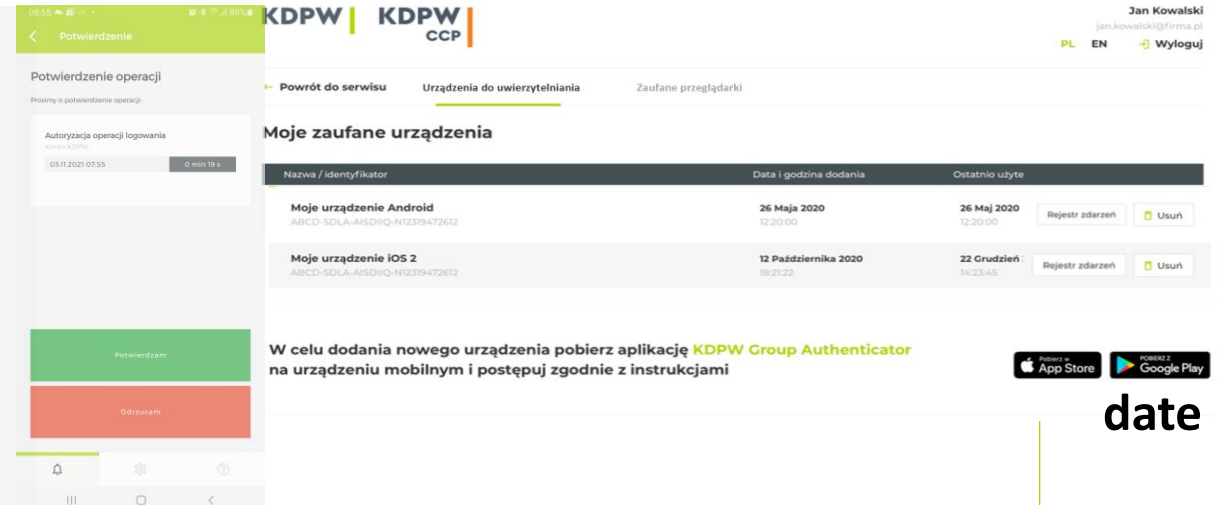 08:55
89%
Potwierdzenie
Potwierdzenie operacji
Prosimy o potwierdzenie operacji:
Autoryzacja operacji logowania
Konto KDPW
03.11.2021 07:55 0 min 19 s
Potwierdzam
Odrzucam
KDPW KDPW
CCP
Jan Kowalski
jan.kowalski@firma.pl
PL EN Wyloguj
← Powrót do serwisu Urządzenia do uwierzytelniania Zaufane przeglądarki
Moje zaufane urządzenia
Nazwa / identyfikator Data i godzina dodania Ostatnio użyte
Moje urządzenie Android 26 Maja 2020 26 Maj 2020 Rejestr zdarzeń Usuń
ABCD-SDLA-AISDIIQ-N12319472612 12:20:00 12:20:00
Moje urządzenie iOS 2 12 Października 2020 22 Grudzień Rejestr zdarzeń Usuń
ABCD-SDLA-AISDIIQ-N12319472612 18:21:22 14:23:45
W celu dodania nowego urządzenia pobierz aplikację KDPW Group Authenticator
na urządzeniu mobilnym i postępuj zgodnie z instrukcjami
Pobierz w
App Store
POBIERZ Z
Google Play
date